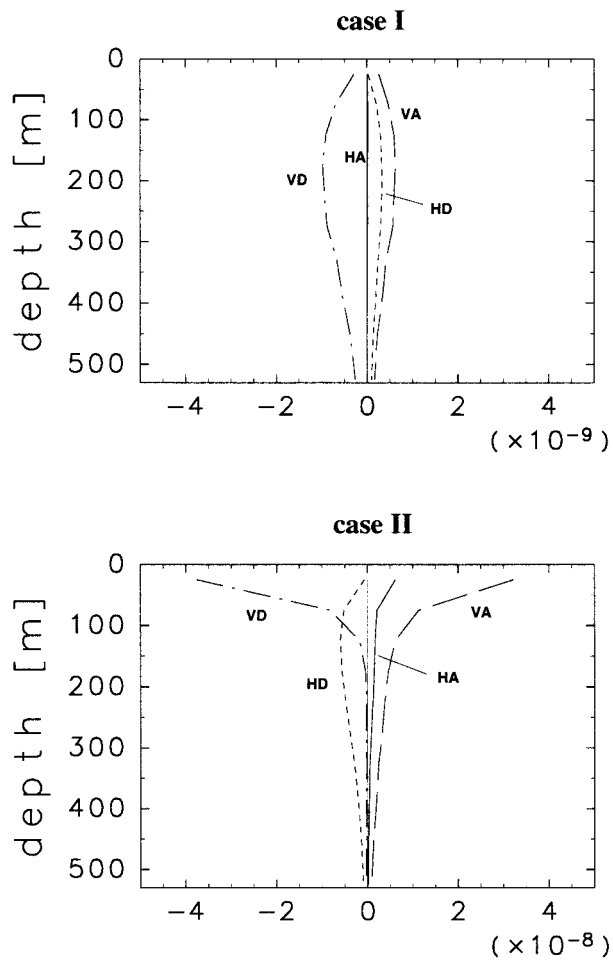 case I
0
100
200
300
400
500
depth [m]
VA
HA
VD
HD
−4 −2 0 2 4
(×10⁻⁹)
case II
0
100
200
300
400
500
depth [m]
VD
VA
HD
HA
−4 −2 0 2 4
(×10⁻⁸)